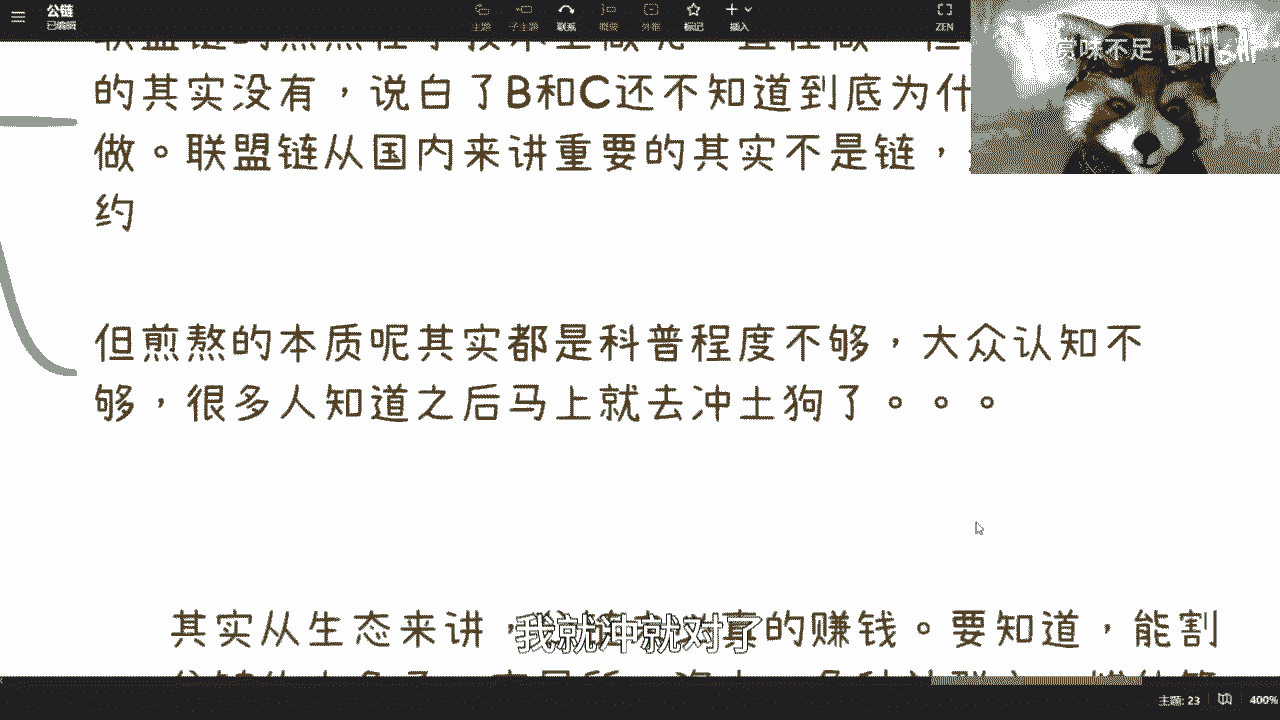 公链
已编辑
主题
子主题
联系
概要
外框
标记
插入
ZEN
赏味不足 bilibili
的其实没有，说白了B和C还不知道到底为什
做。联盟链从国内来讲重要的其实不是链，
约
但煎熬的本质呢其实都是科普程度不够，大众认知不
够，很多人知道之后马上就去冲土狗了。。。
其实从生态来讲，真的赚钱。要知道，能割
我就冲就对了
主题: 23
400%